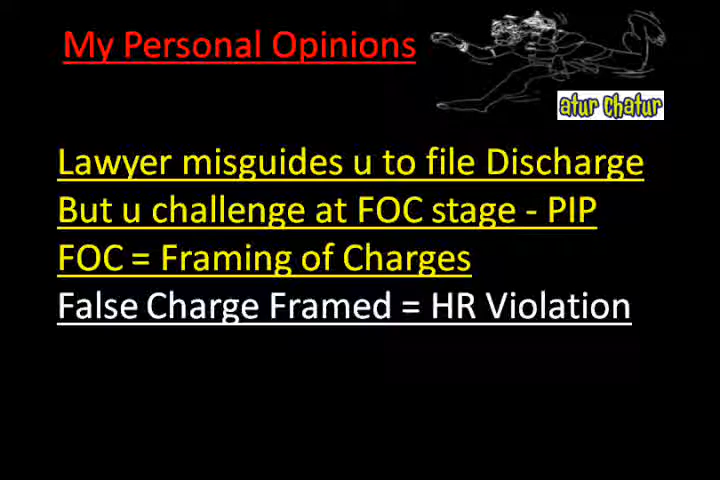 My Personal Opinions
atur chatur
Lawyer misguides u to file Discharge
But u challenge at FOC stage - PIP
FOC = Framing of Charges
False Charge Framed = HR Violation